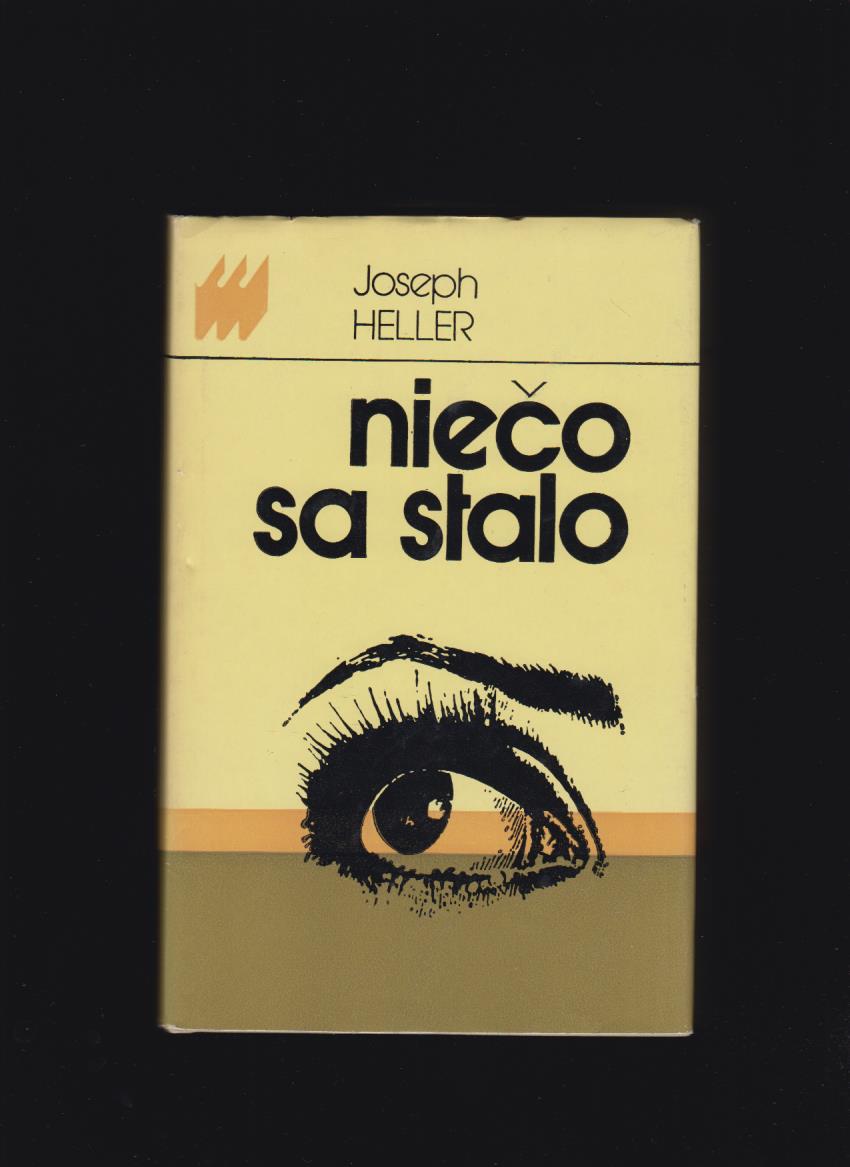 Joseph
HELLER
niečo
sa stalo